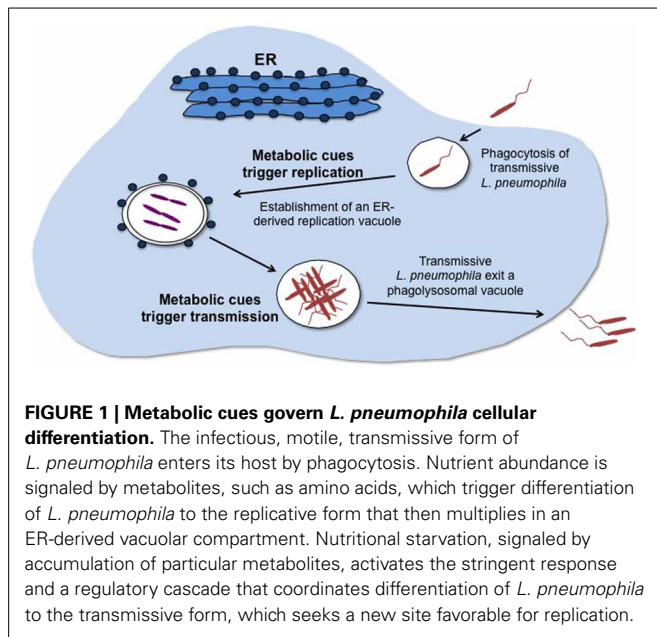 ER
Metabolic cues
trigger replication
Phagocytosis of
transmissive
L. pneumophila
Establishment of an ER-
derived replication vacuole
Transmissive
L. pneumophila exit a
phagolysosomal vacuole
Metabolic cues
trigger transmission
FIGURE 1 | Metabolic cues govern L. pneumophila cellular
differentiation. The infectious, motile, transmissive form of
L. pneumophila enters its host by phagocytosis. Nutrient abundance is
signaled by metabolites, such as amino acids, which trigger differentiation
of L. pneumophila to the replicative form that then multiplies in an
ER-derived vacuolar compartment. Nutritional starvation, signaled by
accumulation of particular metabolites, activates the stringent response
and a regulatory cascade that coordinates differentiation of L. pneumophila
to the transmissive form, which seeks a new site favorable for replication.